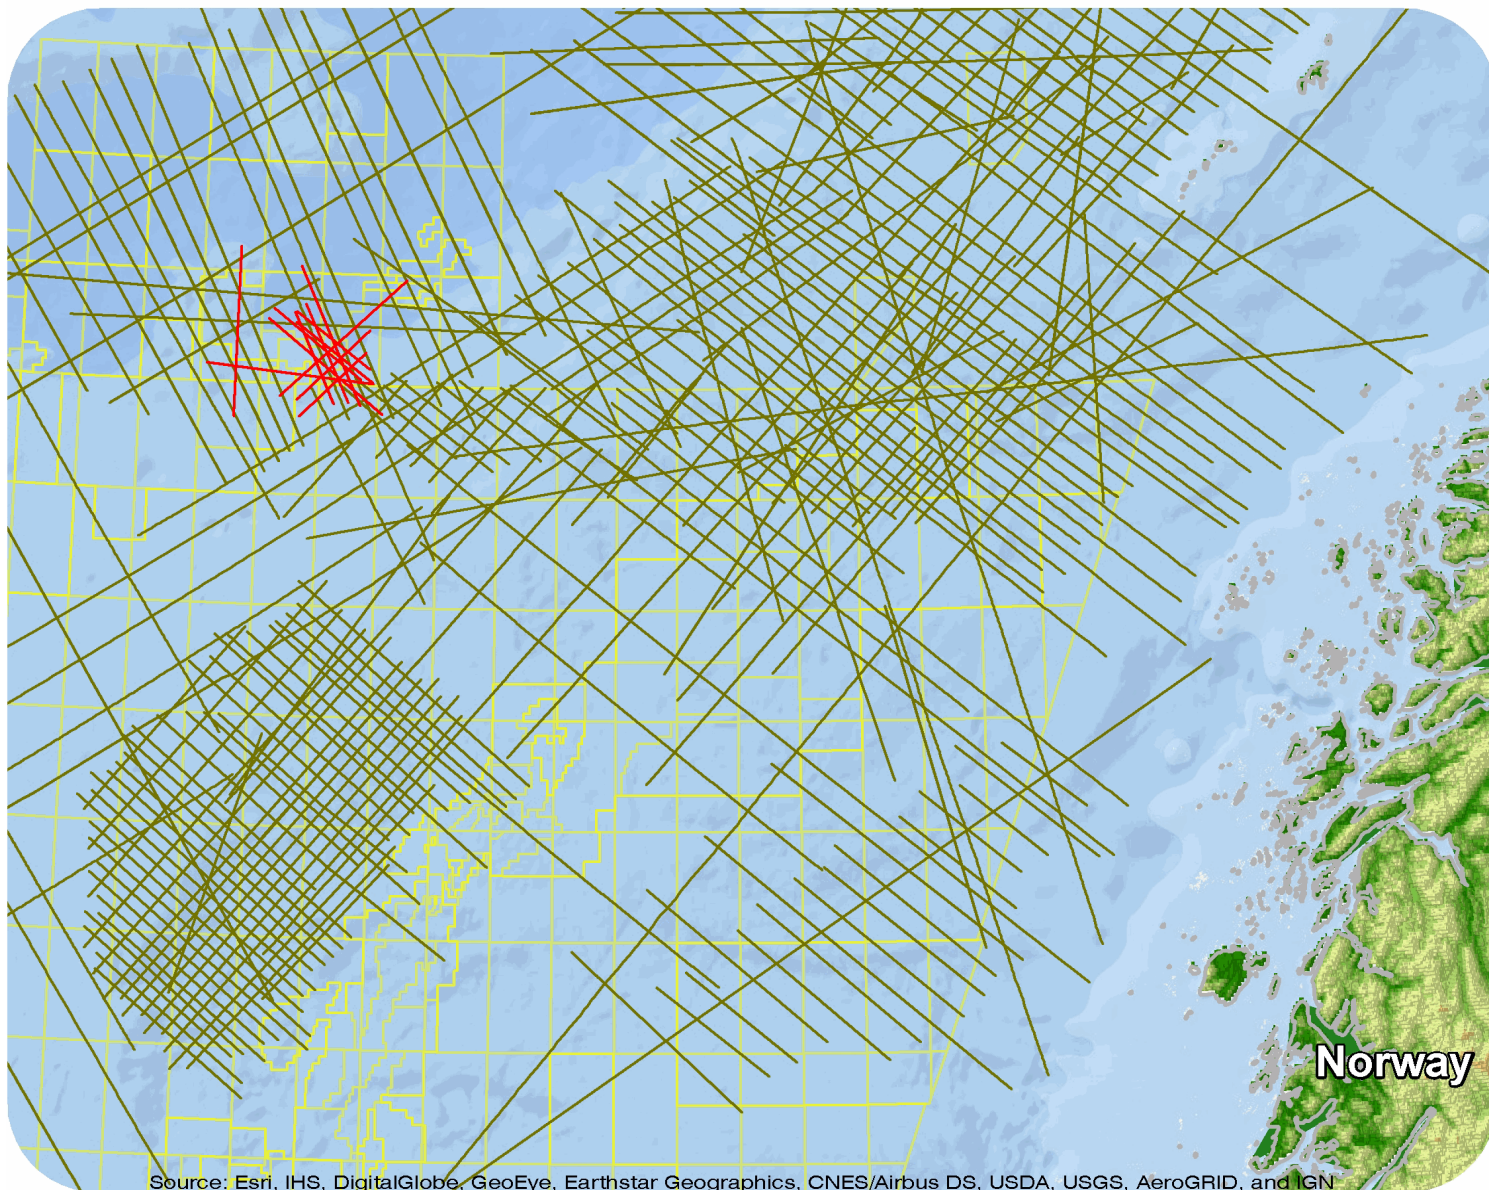 Norway
Source: Esri, IHS, DigitalGlobe, GeoEye, Earthstar Geographics, CNES/Airbus DS, USDA, USGS, AeroGRID, and IGN